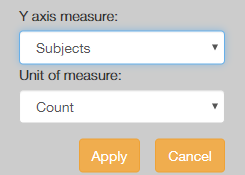 Y axis measure:
Subjects
Unit of measure:
Count
Apply Cancel